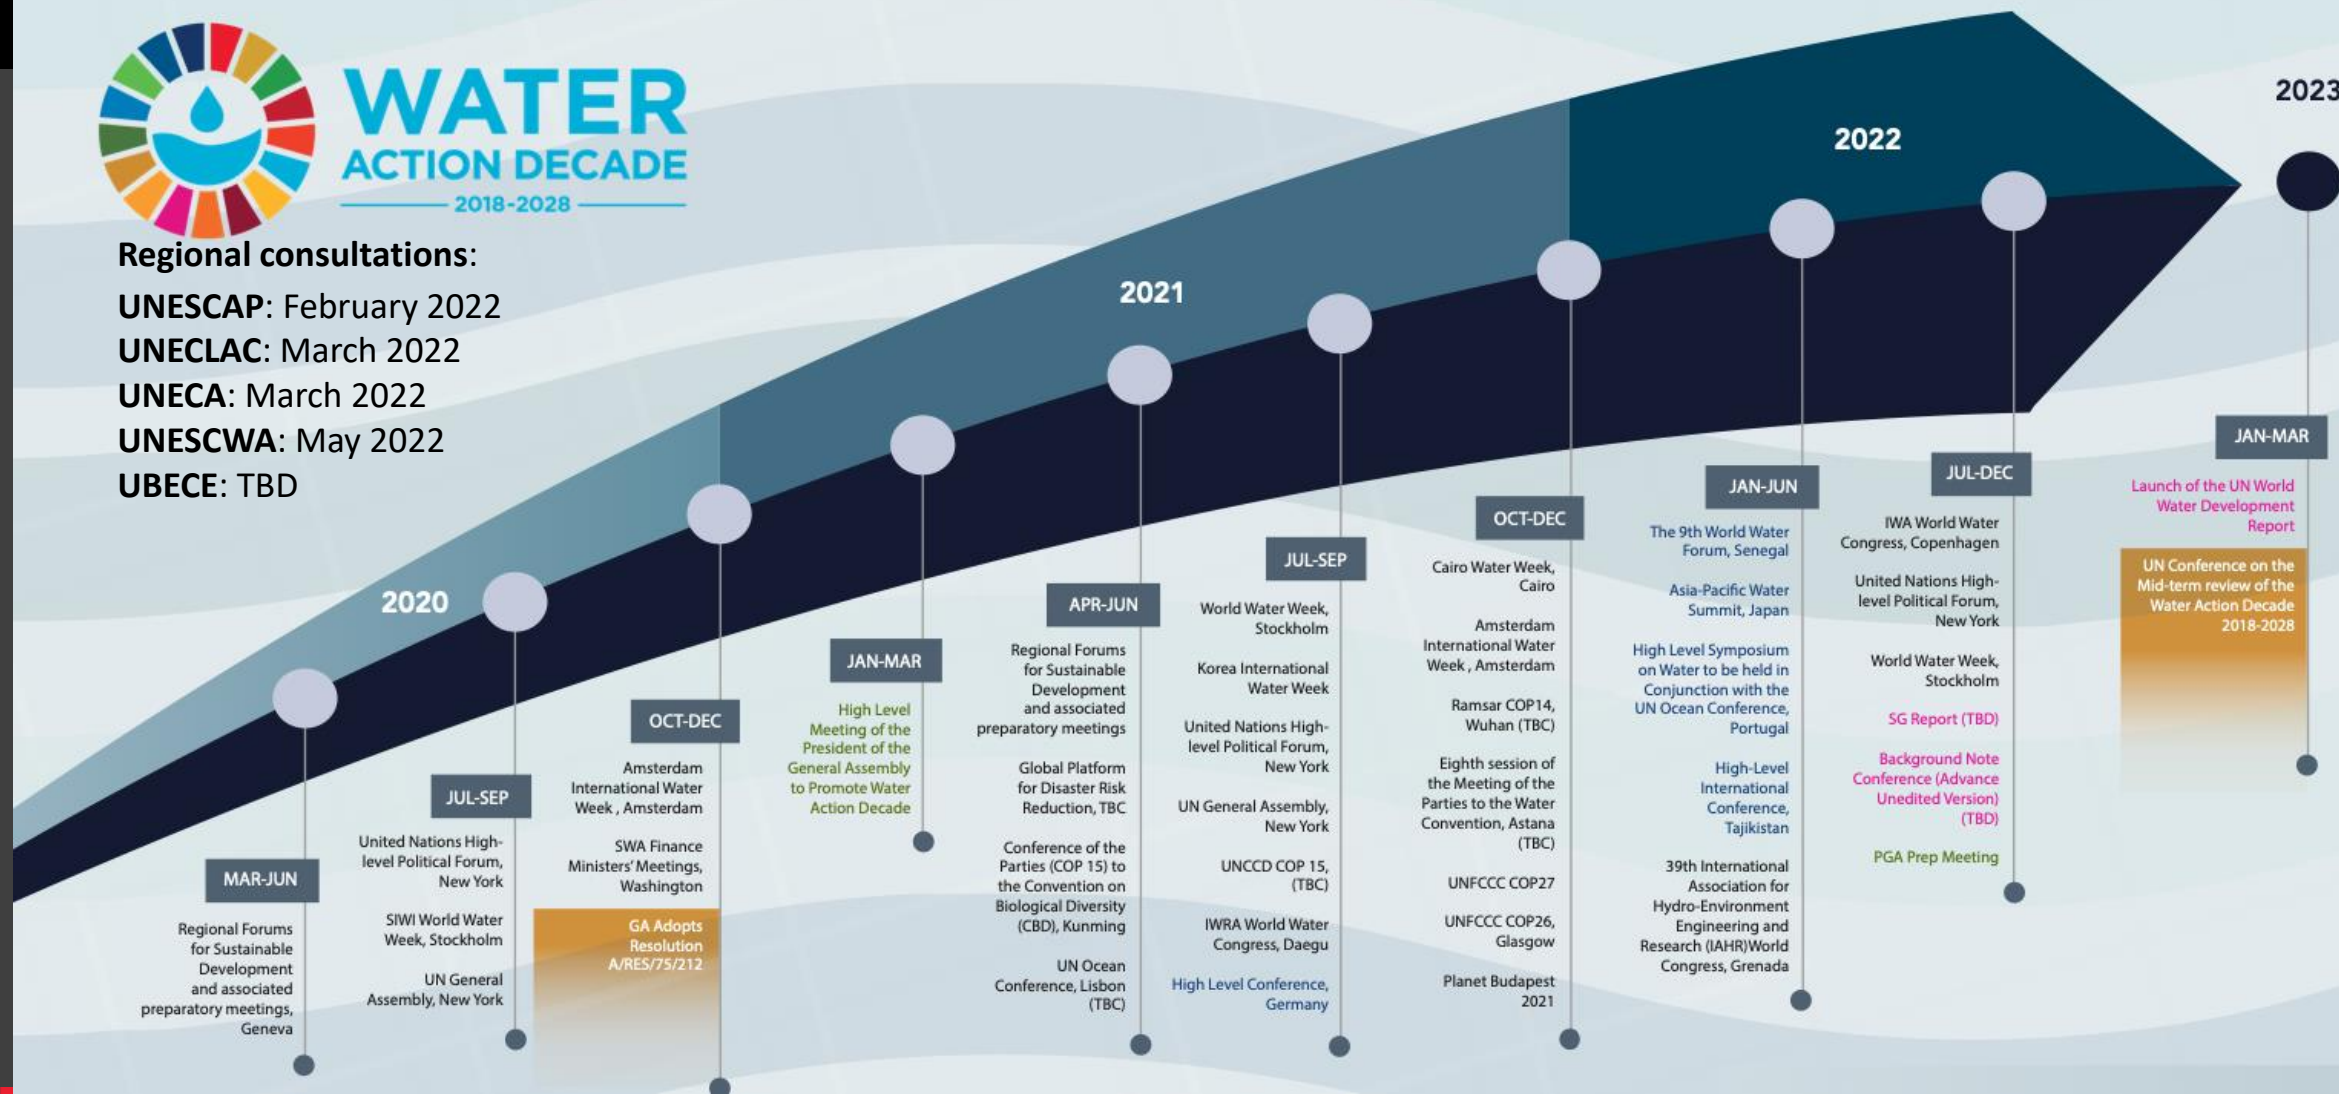 WATER
ACTION DECADE
2018-2028
Regional consultations:
UNESCAP: February 2022
UNECLAC: March 2022
UNECA: March 2022
UNESCWA: May 2022
UBECE: TBD
2020
MAR-JUN
Regional Forums
for Sustainable
Development
and associated
preparatory meetings,
Geneva
JUL-SEP
United Nations High-
level Political Forum,
New York
SIWI World Water
Week, Stockholm
UN General
Assembly, New York
OCT-DEC
Amsterdam
International Water
Week , Amsterdam
SWA Finance
Ministers' Meetings,
Washington
GA Adopts
Resolution
A/RES/75/212
2021
JAN-MAR
High Level
Meeting of the
President of the
General Assembly
to Promote Water
Action Decade
APR-JUN
Regional Forums
for Sustainable
Development
and associated
preparatory meetings
Global Platform
for Disaster Risk
Reduction, TBC
Conference of the
Parties (COP 15) to
the Convention on
Biological Diversity
(CBD), Kunming
UN Ocean
Conference, Lisbon
(TBC)
JUL-SEP
World Water Week,
Stockholm
Korea International
Water Week
United Nations High-
level Political Forum,
New York
UN General Assembly,
New York
UNCCD COP 15,
(TBC)
IWRA World Water
Congress, Daegu
High Level Conference,
Germany
OCT-DEC
Cairo Water Week,
Cairo
Amsterdam
International Water
Week , Amsterdam
Ramsar COP14,
Wuhan (TBC)
Eighth session of
the Meeting of the
Parties to the Water
Convention, Astana
(TBC)
UNFCCC COP27
UNFCCC COP26,
Glasgow
Planet Budapest
2021
2022
JAN-JUN
The 9th World Water
Forum, Senegal
Asia-Pacific Water
Summit, Japan
High Level Symposium
on Water to be held in
Conjunction with the
UN Ocean Conference,
Portugal
High-Level
International
Conference,
Tajikistan
39th International
Association for
Hydro-Environment
Engineering and
Research (IAHR)World
Congress, Grenada
JUL-DEC
IWA World Water
Congress, Copenhagen
United Nations High-
level Political Forum,
New York
World Water Week,
Stockholm
SG Report (TBD)
Background Note
Conference (Advance
Unedited Version)
(TBD)
PGA Prep Meeting
2023
JAN-MAR
Launch of the UN World
Water Development
Report
UN Conference on the
Mid-term review of the
Water Action Decade
2018-2028